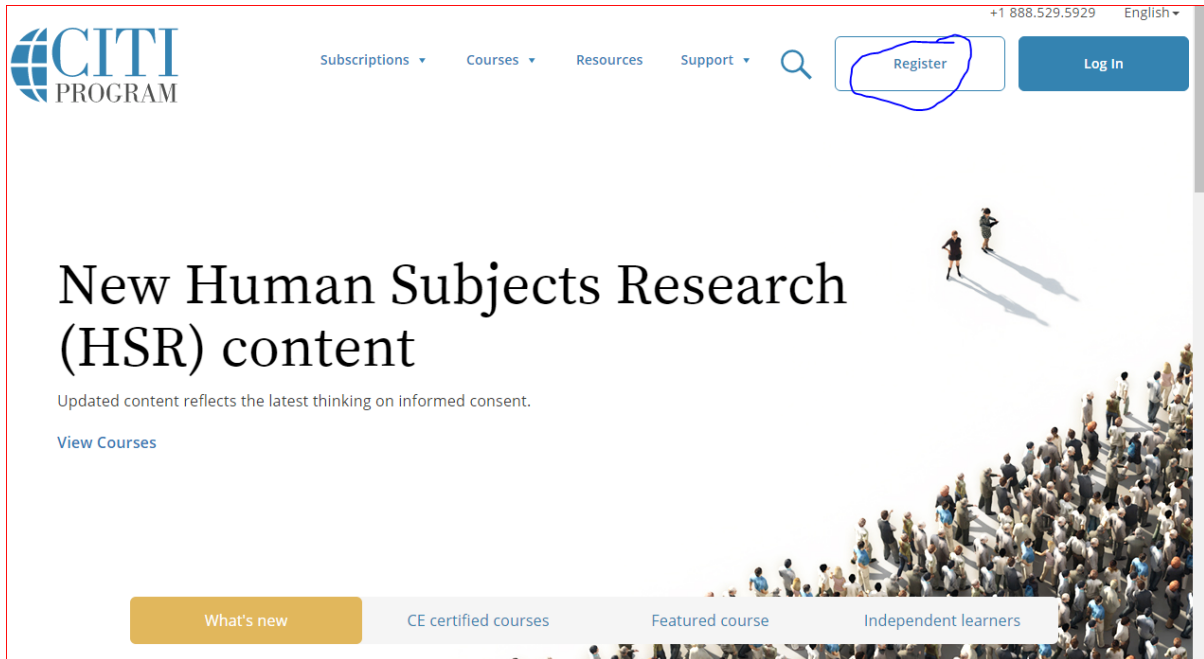 +1 888.529.5929 English
CITI
PROGRAM
Subscriptions Courses Resources Support Register Log In
New Human Subjects Research
(HSR) content
Updated content reflects the latest thinking on informed consent.
View Courses
What's new CE certified courses Featured course Independent learners